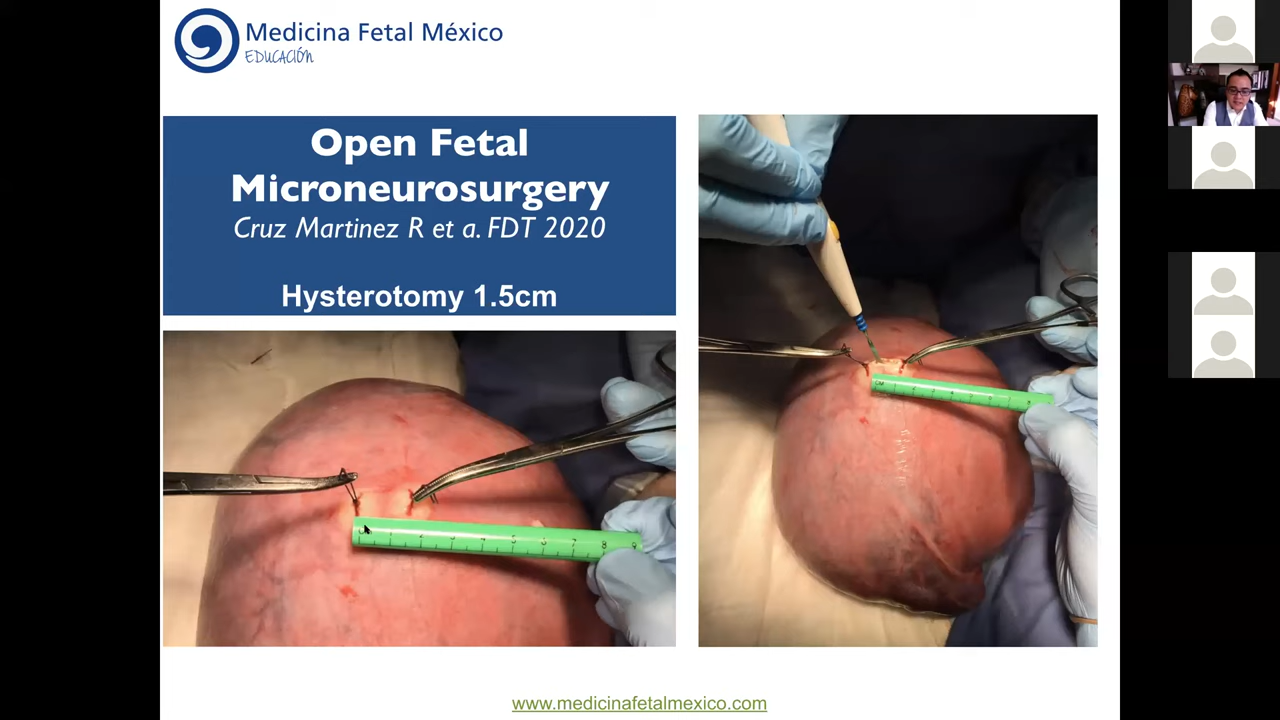 Medicina Fetal México
EDUCACIÓN
Open Fetal
Microneurosurgery
Cruz Martinez R et a. FDT 2020
Hysterotomy 1.5cm
www.medicinafetalmexico.com